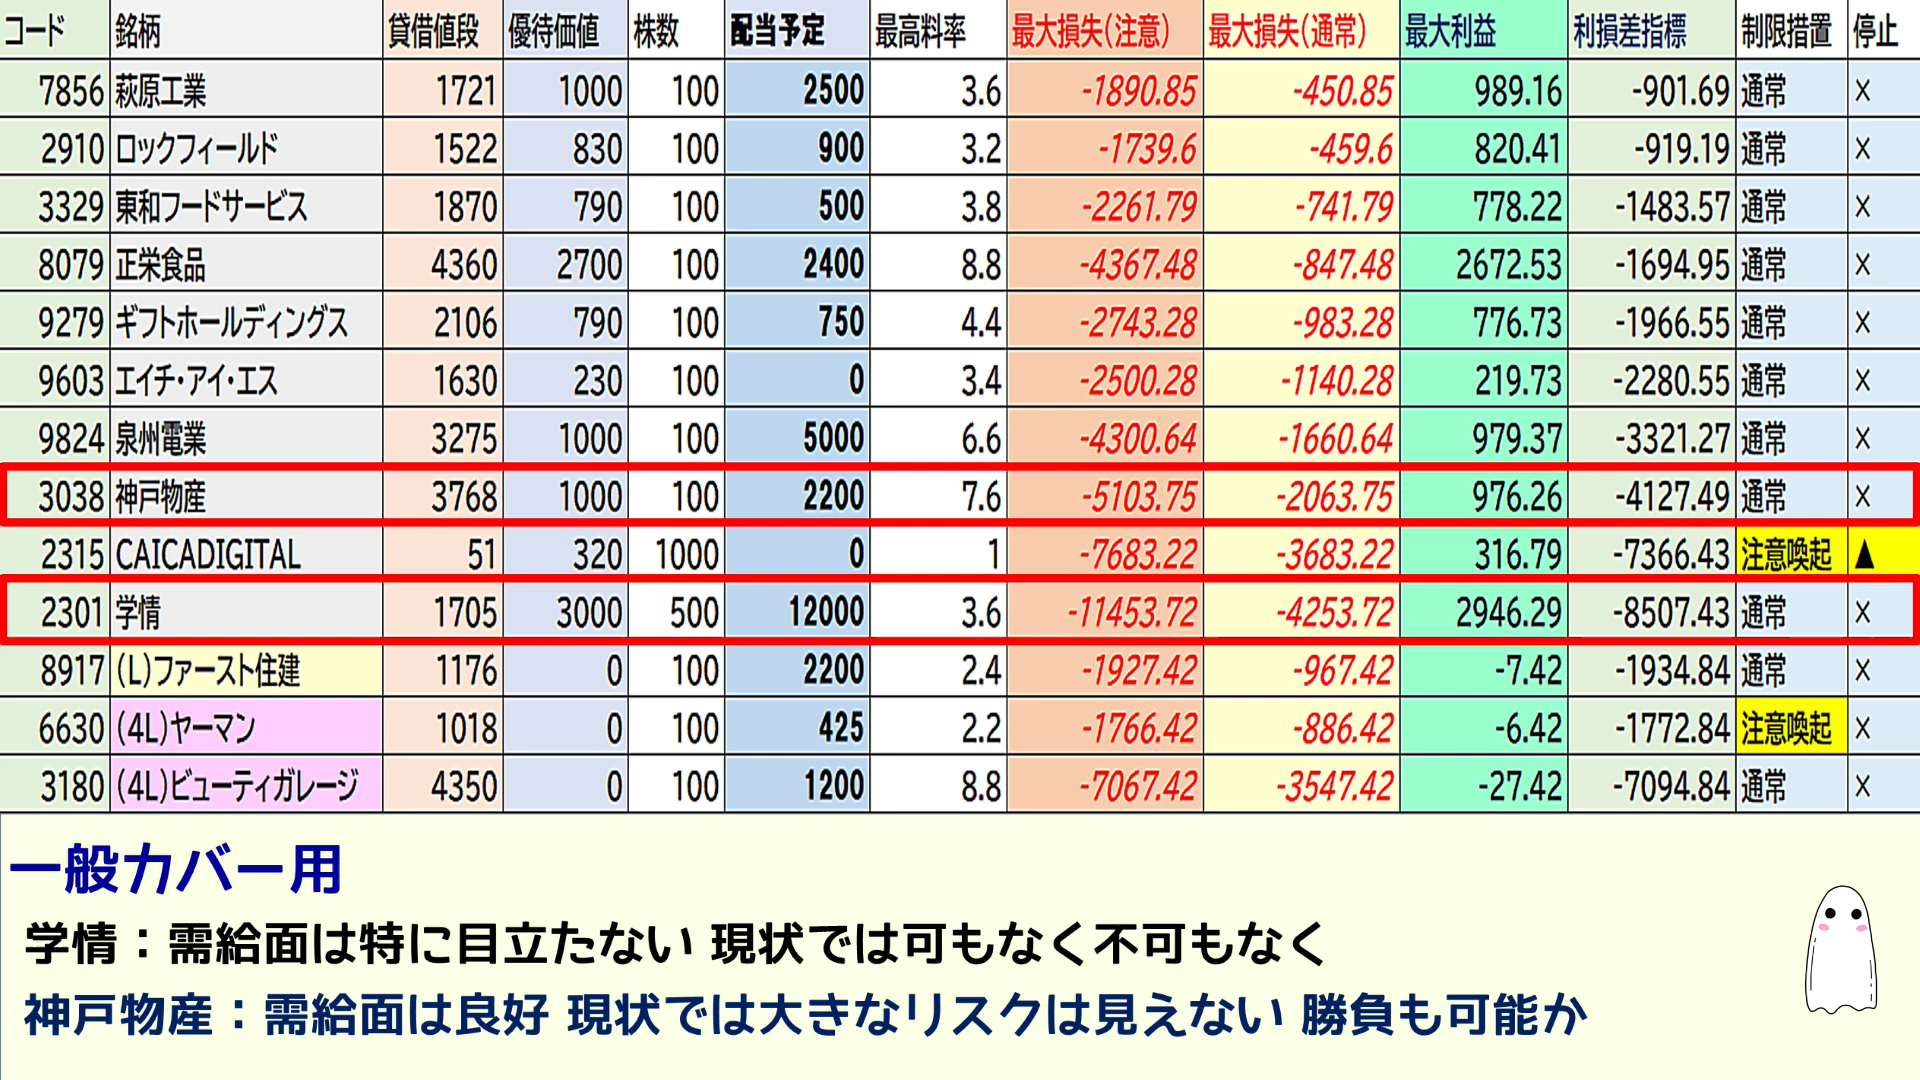 コード 銘柄 貸借値段 優待価値 株数 配当予定 最高料率 最大損失(注意) 最大損失(通常) 最大利益 利損差指標 制限措置 停止
7856 萩原工業 1721 1000 100 2500 3.6 -1890.85 -450.85 989.16 -901.69 通常 ×
2910 ロックフィールド 1522 830 100 900 3.2 -1739.6 -459.6 820.41 -919.19 通常 ×
3329 東和フードサービス 1870 790 100 500 3.8 -2261.79 -741.79 778.22 -1483.57 通常 ×
8079 正栄食品 4360 2700 100 2400 8.8 -4367.48 -847.48 2672.53 -1694.95 通常 ×
9279 ギフトホールディングス 2106 790 100 750 4.4 -2743.28 -983.28 776.73 -1966.55 通常 ×
9603 エイチ・アイ・エス 1630 230 100 0 3.4 -2500.28 -1140.28 219.73 -2280.55 通常 ×
9824 泉州電業 3275 1000 100 5000 6.6 -4300.64 -1660.64 979.37 -3321.27 通常 ×
3038 神戸物産 3768 1000 100 2200 7.6 -5103.75 -2063.75 976.26 -4127.49 通常 ×
2315 CAICADIGITAL 51 320 1000 0 1 -7683.22 -3683.22 316.79 -7366.43 注意喚起 ▲
2301 学情 1705 3000 500 12000 3.6 -11453.72 -4253.72 2946.29 -8507.43 通常 ×
8917 (L)ファースト住建 1176 0 100 2200 2.4 -1927.42 -967.42 -7.42 -1934.84 通常 ×
6630 (4L)ヤーマン 1018 0 100 425 2.2 -1766.42 -886.42 -6.42 -1772.84 注意喚起 ×
3180 (4L)ビューティガレージ 4350 0 100 1200 8.8 -7067.42 -3547.42 -27.42 -7094.84 通常 ×
一般カバー用
学情：需給面は特に目立たない 現状では可もなく不可もなく
神戸物産：需給面は良好 現状では大きなリスクは見えない 勝負も可能か